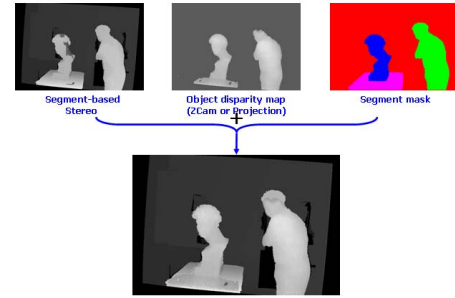 Segment-based
Stereo
Object disparity map
(ZCam or Projection)
Segment mask
+